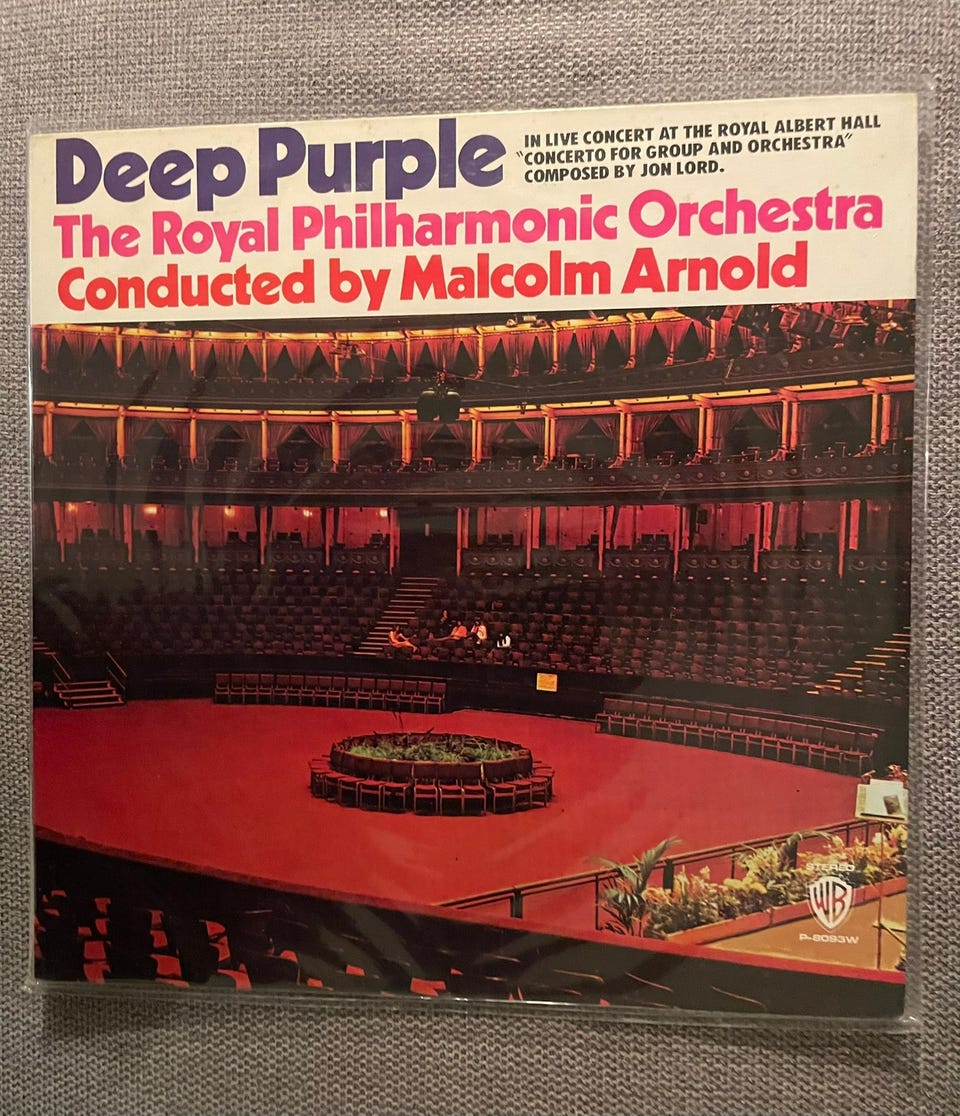 Deep Purple
IN LIVE CONCERT AT THE ROYAL ALBERT HALL
"CONCERTO FOR GROUP AND ORCHESTRA"
COMPOSED BY JON LORD.
The Royal Philharmonic Orchestra
Conducted by Malcolm Arnold
STEREO
WB
P-8093W